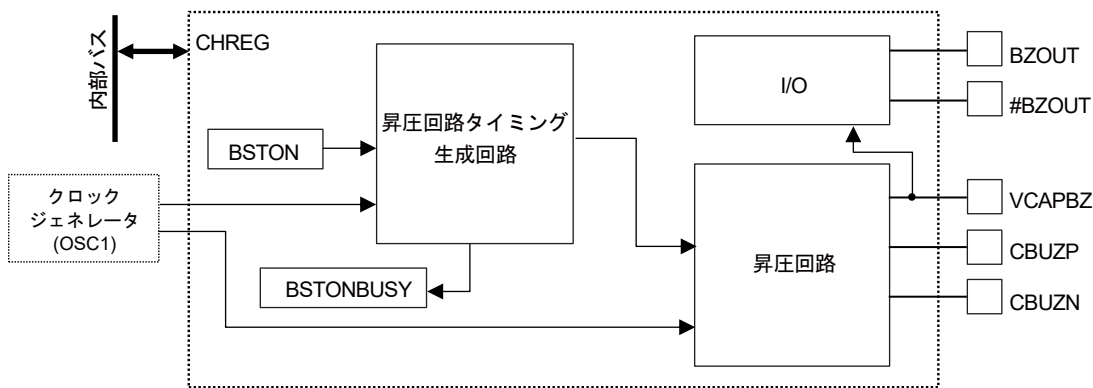 内部バス
CHREG
BSTON
昇圧回路タイミング
生成回路
I/O
BZOUT
#BZOUT
クロック
ジェネレータ
(OSC1)
BSTONBUSY
昇圧回路
VCAPBZ
CBUZP
CBUZN